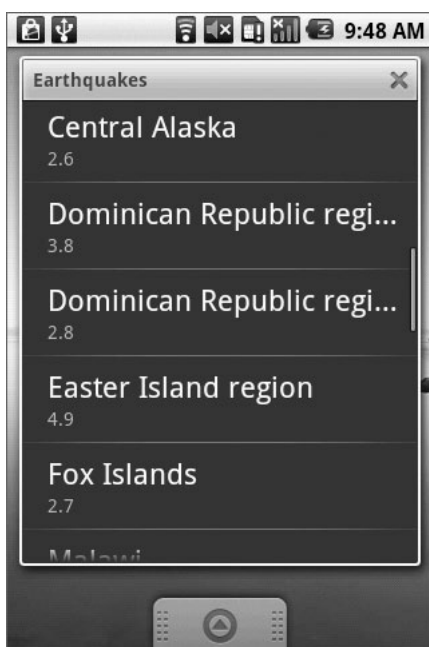 9:48 AM
Earthquakes
Central Alaska
2.6
Dominican Republic regi...
3.8
Dominican Republic regi...
2.8
Easter Island region
4.9
Fox Islands
2.7
Malawi